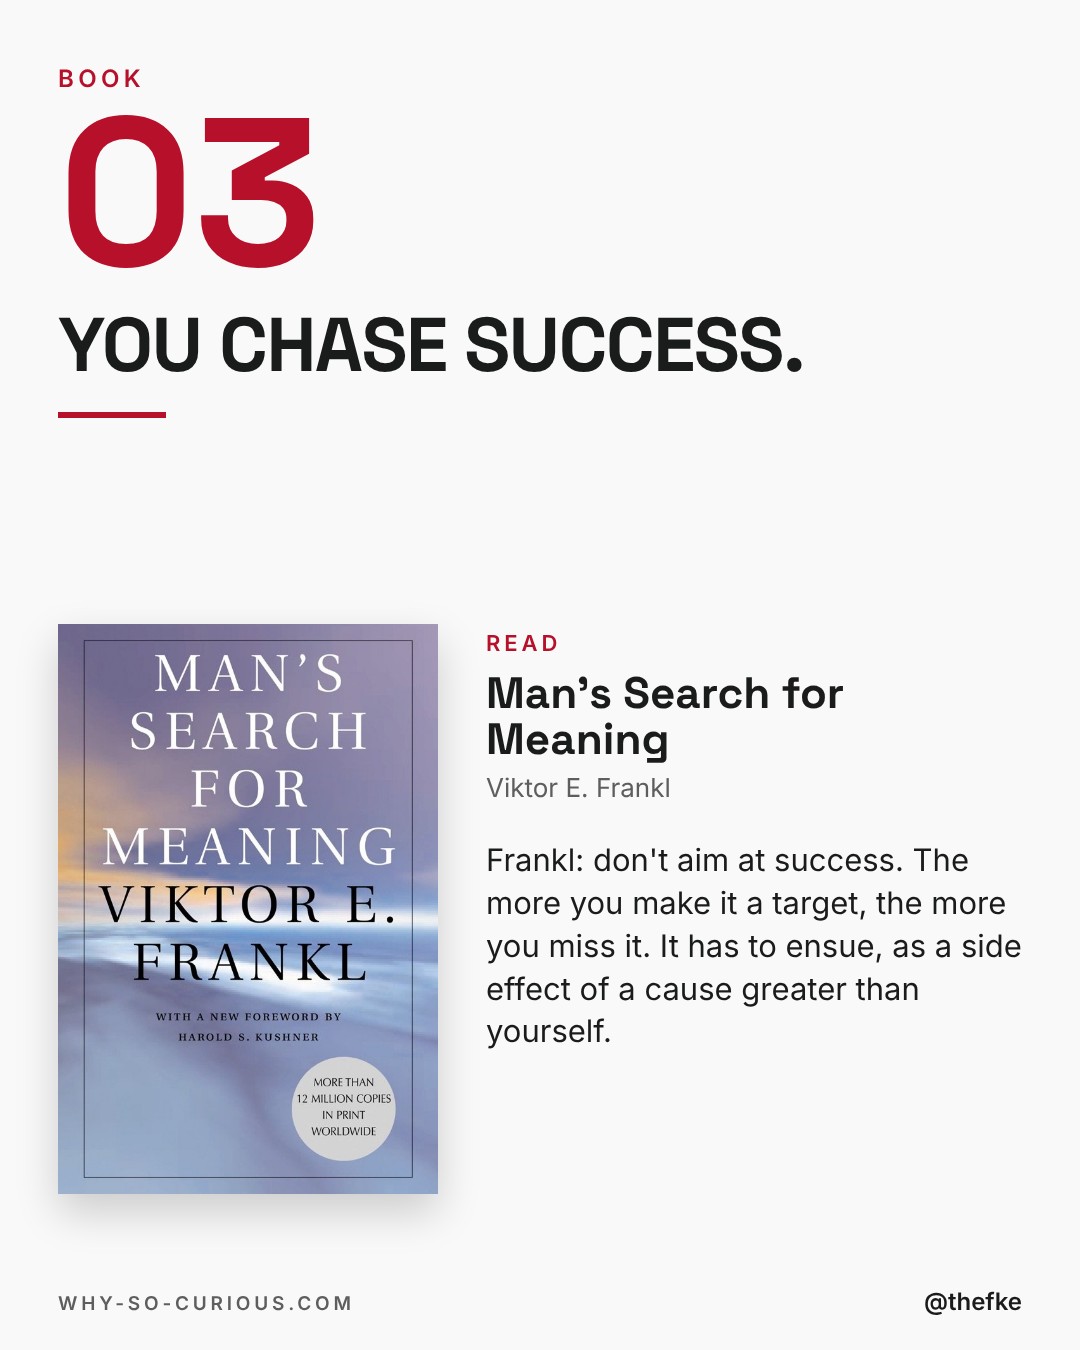 BOOK
03
YOU CHASE SUCCESS.
MAN’S
SEARCH
FOR
MEANING
VIKTOR E.
FRANKL
WITH A NEW FOREWORD BY
HAROLD S. KUSHNER
MORE THAN
12 MILLION COPIES
IN PRINT
WORLDWIDE
READ
Man’s Search for
Meaning
Viktor E. Frankl
Frankl: don't aim at success. The
more you make it a target, the more
you miss it. It has to ensue, as a side
effect of a cause greater than
yourself.
WHY-SO-CURIOUS.COM
@thefke